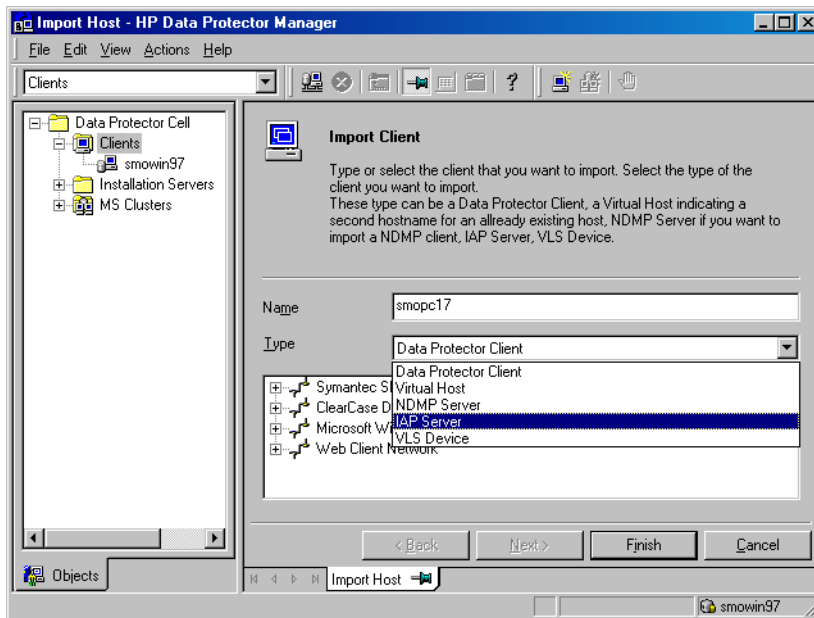 Import Host - HP Data Protector Manager
File Edit View Actions Help
Clients
Data Protector Cell
Clients
smowin97
Installation Servers
MS Clusters
Import Client
Type or select the client that you want to import. Select the type of the
client you want to import.
These type can be a Data Protector Client, a Virtual Host indicating a
second hostname for an allready existing host, NDMP Server if you want to
import a NDMP client, IAP Server, VLS Device.
Name
smopc17
Type
Data Protector Client
Data Protector Client
Virtual Host
NDMP Server
IAP Server
VLS Device
Symantec
ClearCase
Microsoft
Web Client Network
< Back
Next >
Finish
Cancel
Objects
Import Host
smowin97